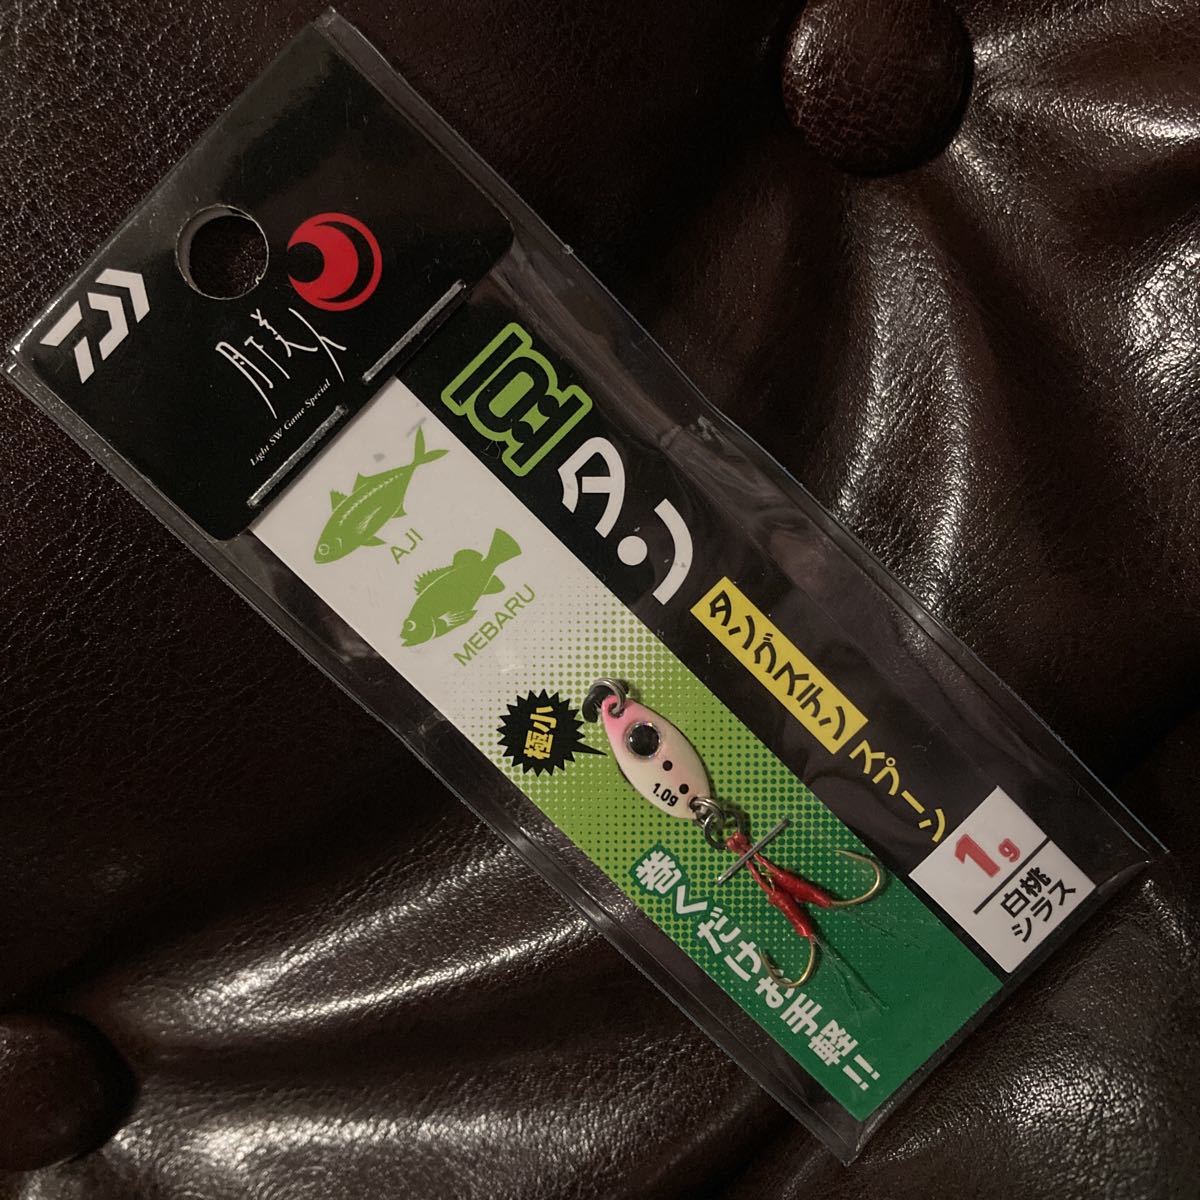 月下美人
Light SW Game Special
豆タン
AJI
MEBARU
タングステンスプーン
極小
1.0g
1g
白桃
シラス
巻くだけお手軽!!